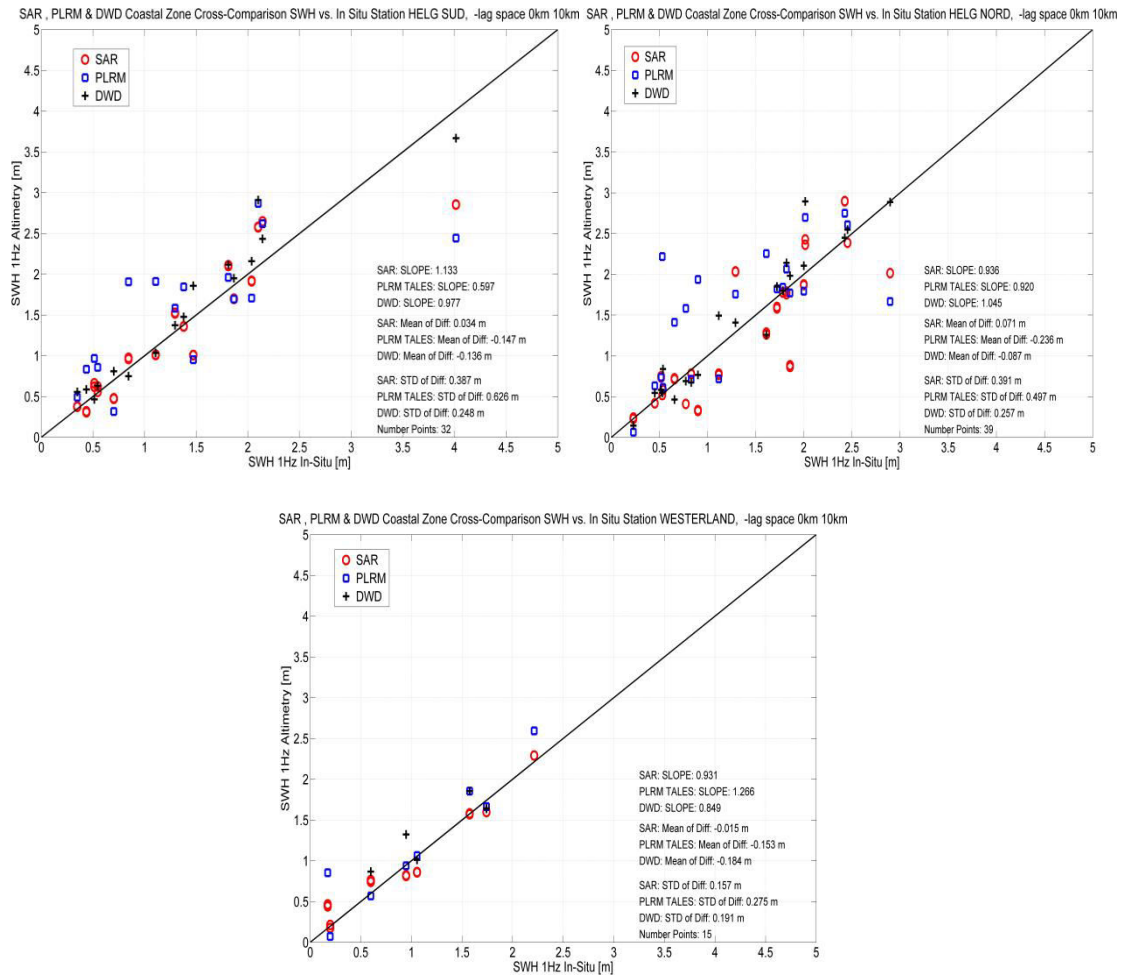 SAR , PLRM & DWD Coastal Zone Cross-Comparison SWH vs. In Situ Station HELG SUD, -lag space 0km 10km
5
4.5
4
3.5
3
2.5
2
1.5
1
0.5
0
SWH 1Hz Altimetry [m]
SAR
PLRM
DWD
SAR: SLOPE: 1.133
PLRM TALES: SLOPE: 0.597
DWD: SLOPE: 0.977
SAR: Mean of Diff: 0.034 m
PLRM TALES: Mean of Diff: -0.147 m
DWD: Mean of Diff: -0.136 m
SAR: STD of Diff: 0.387 m
PLRM TALES: STD of Diff: 0.626 m
DWD: STD of Diff: 0.248 m
Number Points: 32
0 0.5 1 1.5 2 2.5 3 3.5 4 4.5 5
SWH 1Hz In-Situ [m]
SAR , PLRM & DWD Coastal Zone Cross-Comparison SWH vs. In Situ Station HELG NORD, -lag space 0km 10km
5
4.5
4
3.5
3
2.5
2
1.5
1
0.5
0
SWH 1Hz Altimetry [m]
SAR
PLRM
DWD
SAR: SLOPE: 0.936
PLRM TALES: SLOPE: 0.920
DWD: SLOPE: 1.045
SAR: Mean of Diff: 0.071 m
PLRM TALES: Mean of Diff: -0.236 m
DWD: Mean of Diff: -0.087 m
SAR: STD of Diff: 0.391 m
PLRM TALES: STD of Diff: 0.497 m
DWD: STD of Diff: 0.257 m
Number Points: 39
0 0.5 1 1.5 2 2.5 3 3.5 4 4.5 5
SWH 1Hz In-Situ [m]
SAR , PLRM & DWD Coastal Zone Cross-Comparison SWH vs. In Situ Station WESTERLAND, -lag space 0km 10km
5
4.5
4
3.5
3
2.5
2
1.5
1
0.5
0
SWH 1Hz Altimetry [m]
SAR
PLRM
DWD
SAR: SLOPE: 0.931
PLRM TALES: SLOPE: 1.266
DWD: SLOPE: 0.849
SAR: Mean of Diff: -0.015 m
PLRM TALES: Mean of Diff: -0.153 m
DWD: Mean of Diff: -0.184 m
SAR: STD of Diff: 0.157 m
PLRM TALES: STD of Diff: 0.275 m
DWD: STD of Diff: 0.191 m
Number Points: 15
0 0.5 1 1.5 2 2.5 3 3.5 4 4.5 5
SWH 1Hz In-Situ [m]